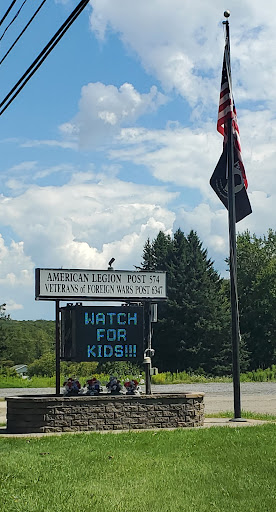 AMERICAN LEGION POST 574
VETERANS of FOREIGN WARS POST 6347
WATCH
FOR
KIDS!!!